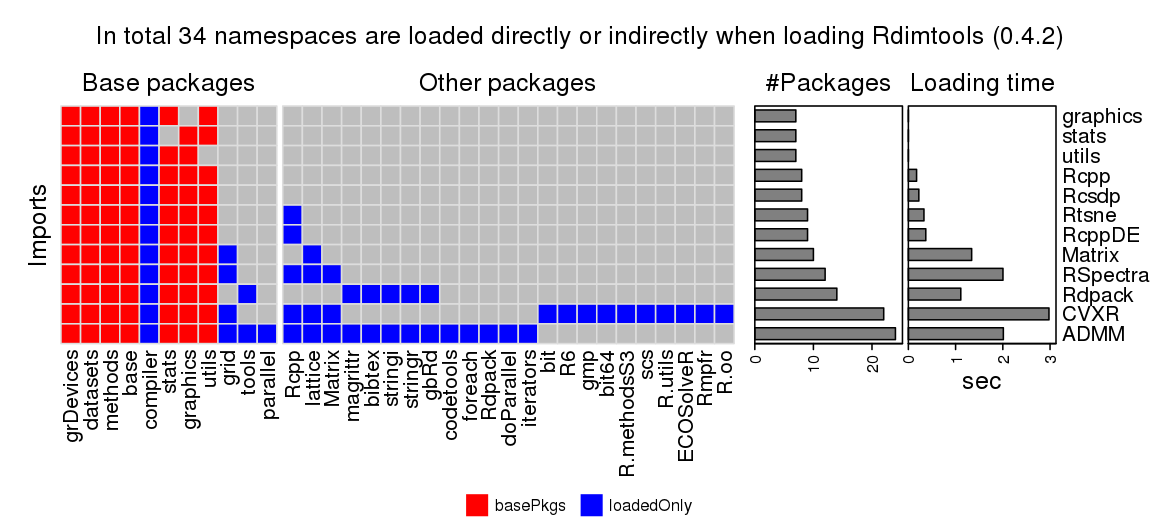 In total 34 namespaces are loaded directly or indirectly when loading Rdimtools (0.4.2)
Base packages
Other packages
#Packages
Loading time
Imports
graphics
stats
utils
Rcpp
Rcsdp
Rtsne
RcppDE
Matrix
RSpectra
Rdpack
CVXR
ADMM
grDevices
datasets
methods
base
compiler
stats
graphics
utils
grid
tools
parallel
Rcpp
lattice
Matrix
magrittr
bibtex
stringi
stringr
gbRd
codetools
foreach
Rdpack
doParallel
iterators
bit
R6
gmp
bit64
R.methodsS3
scs
R.utils
ECOSolveR
Rmpfr
R.oo
0 10 20
0 1 2 3
sec
basePkgs loadedOnly